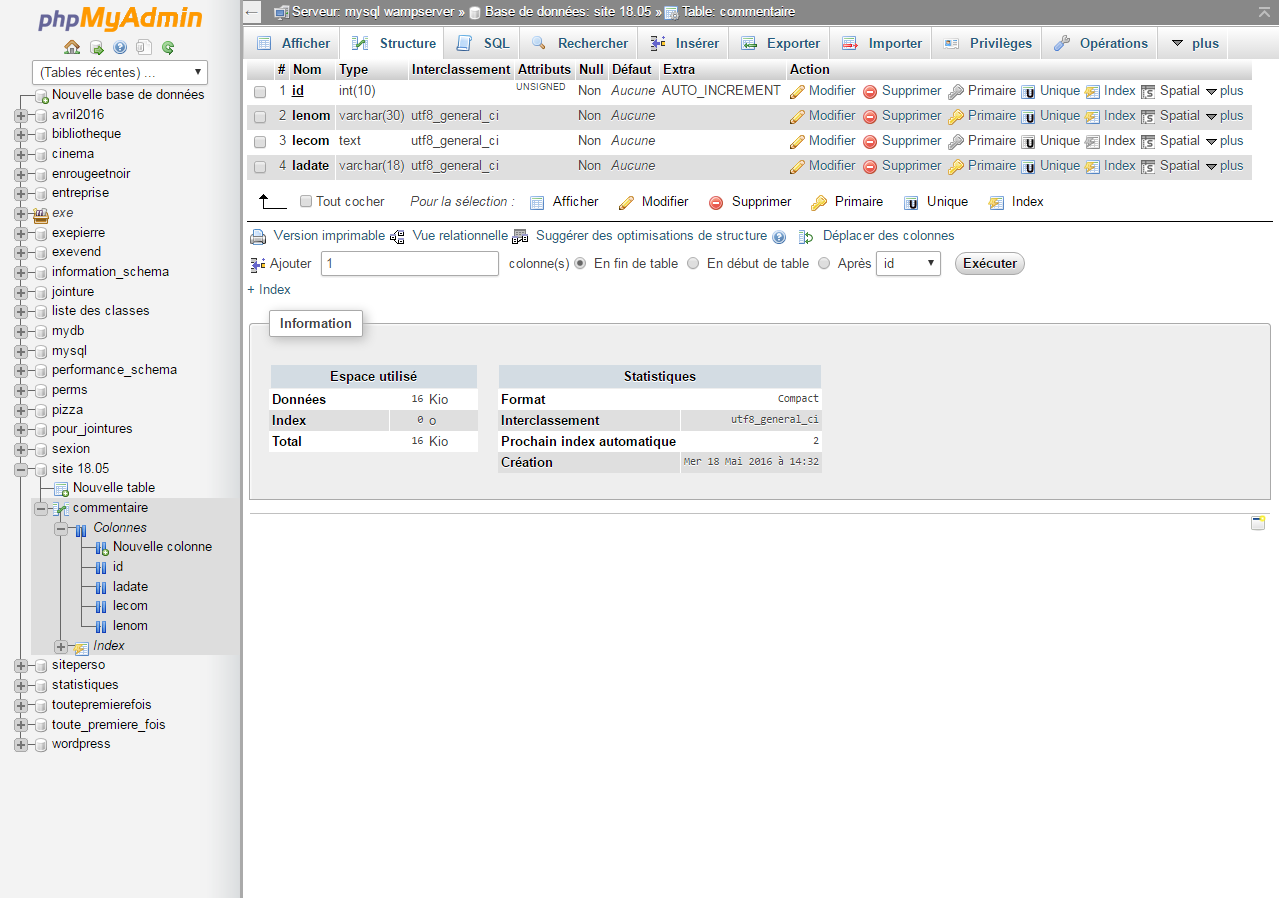 phpMyAdmin
(Tables récentes) ...
Nouvelle base de données
avril2016
bibliotheque
cinema
enrougeetnoir
entreprise
exe
exepierre
exevend
information_schema
jointure
liste des classes
mydb
mysql
performance_schema
perms
pizza
pour_jointures
sexion
site 18.05
Nouvelle table
commentaire
Colonnes
Nouvelle colonne
id
ladate
lecom
lenom
Index
siteperso
statistiques
toutepremierefois
toute_premiere_fois
wordpress
Serveur: mysql wampserver » Base de données: site 18.05 » Table: commentaire
Afficher Structure SQL Rechercher Insérer Exporter Importer Privilèges Opérations plus
# Nom Type Interclassement Attributs Null Défaut Extra Action
1 id int(10) UNSIGNED Non Aucune AUTO_INCREMENT Modifier Supprimer Primaire Unique Index Spatial plus
2 lenom varchar(30) utf8_general_ci Non Aucune Modifier Supprimer Primaire Unique Index Spatial plus
3 lecom text utf8_general_ci Non Aucune Modifier Supprimer Primaire Unique Index Spatial plus
4 ladate varchar(18) utf8_general_ci Non Aucune Modifier Supprimer Primaire Unique Index Spatial plus
Tout cocher Pour la sélection : Afficher Modifier Supprimer Primaire Unique Index
Version imprimable Vue relationnelle Suggérer des optimisations de structure Déplacer des colonnes
Ajouter 1 colonne(s) En fin de table En début de table Après id Exécuter
+ Index
Information
Espace utilisé
Données 16 Kio
Index 0 o
Total 16 Kio
Statistiques
Format Compact
Interclassement utf8_general_ci
Prochain index automatique 2
Création Mer 18 Mai 2016 à 14:32